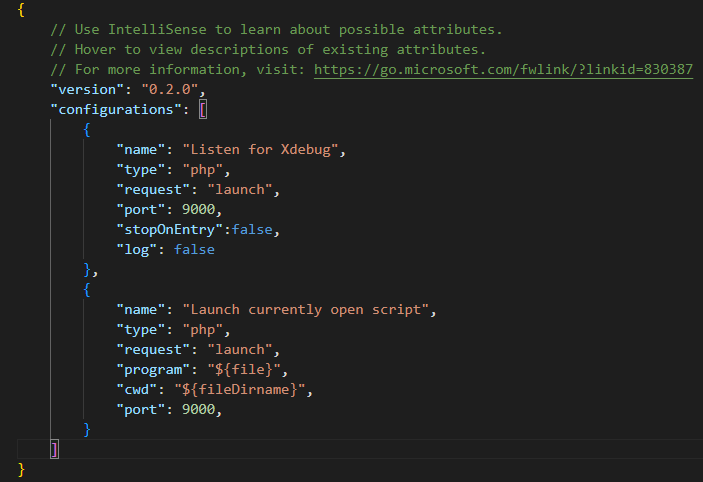 {
    // Use IntelliSense to learn about possible attributes.
    // Hover to view descriptions of existing attributes.
    // For more information, visit: https://go.microsoft.com/fwlink/?linkid=830387
    "version": "0.2.0",
    "configurations": [
        {
            "name": "Listen for Xdebug",
            "type": "php",
            "request": "launch",
            "port": 9000,
            "stopOnEntry":false,
            "log": false
        },
        {
            "name": "Launch currently open script",
            "type": "php",
            "request": "launch",
            "program": "${file}",
            "cwd": "${fileDirname}",
            "port": 9000,
        }
    ]
}